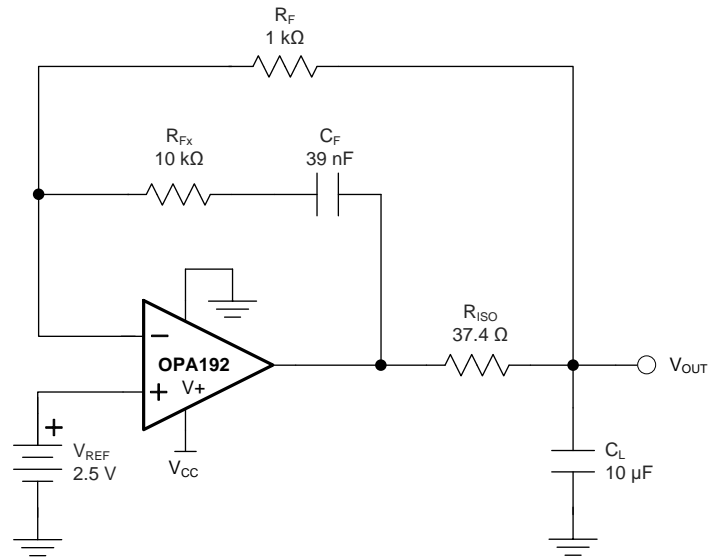 R_F
1 kΩ
R_Fx
10 kΩ
C_F
39 nF
R_ISO
37.4 Ω
–
OPA192
V+
+
V_OUT
+
V_REF
2.5 V
V_CC
C_L
10 µF